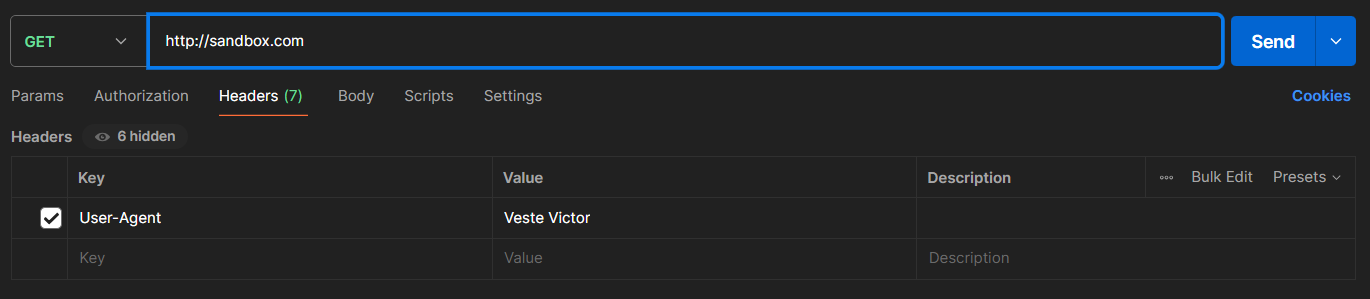 GET http://sandbox.com Send
Params Authorization Headers (7) Body Scripts Settings Cookies
Headers 6 hidden
Key Value Description Bulk Edit Presets
User-Agent Veste Victor
Key Value Description